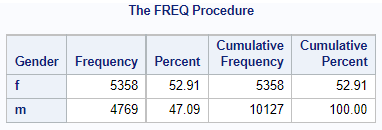 The FREQ Procedure
Gender Frequency Percent Cumulative Frequency Cumulative Percent
f 5358 52.91 5358 52.91
m 4769 47.09 10127 100.00